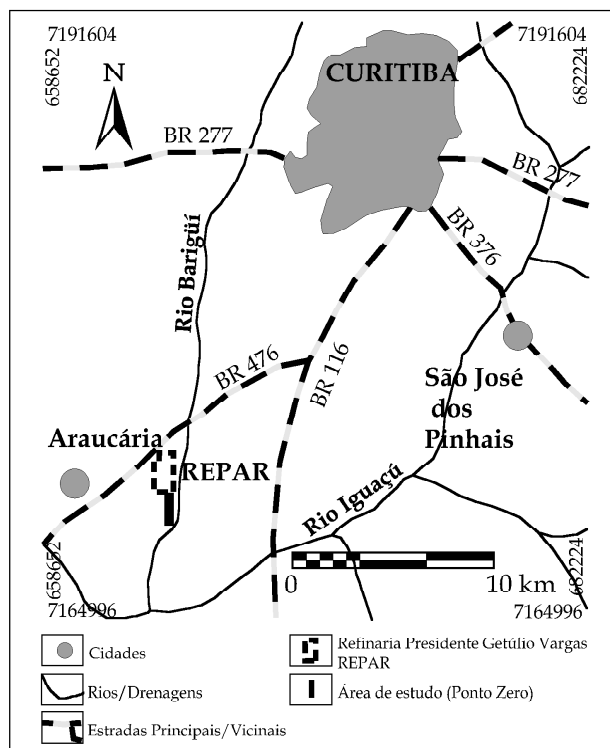 7191604
7191604
658652
682224
CURITIBA
N
BR 277
BR 277
BR 376
Rio Barigüí
BR 476
BR 116
São José
dos
Pinhais
Araucária
REPAR
Rio Iguaçú
658652
682224
0
10 km
7164996
7164996
Cidades
Refinaria Presidente Getúlio Vargas
REPAR
Rios/Drenagens
Área de estudo (Ponto Zero)
Estradas Principais/Vicinais